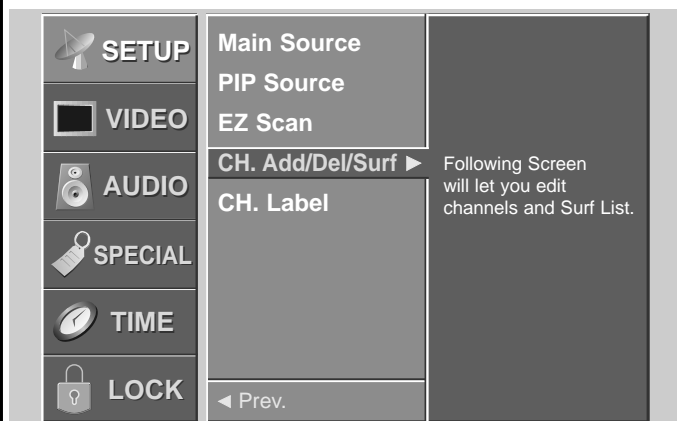 SETUP
VIDEO
AUDIO
SPECIAL
TIME
LOCK
Main Source
PIP Source
EZ Scan
CH. Add/Del/Surf ►
CH. Label
◄ Prev.
Following Screen
will let you edit
channels and Surf List.